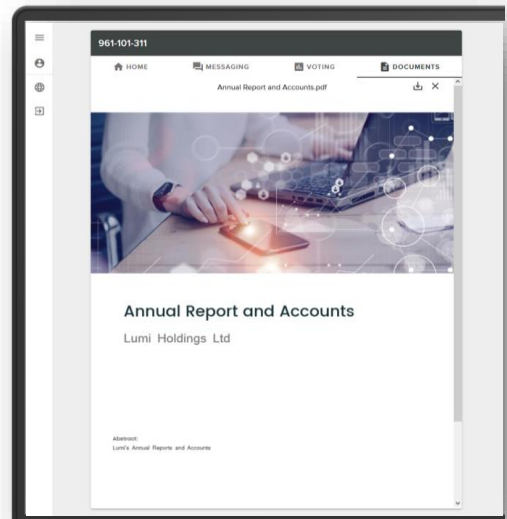 961-101-311
HOME MESSAGING VOTING DOCUMENTS
Annual Report and Accounts.pdf
Annual Report and Accounts
Lumi Holdings Ltd
Abstract:
Lumi's Annual Reports and Accounts